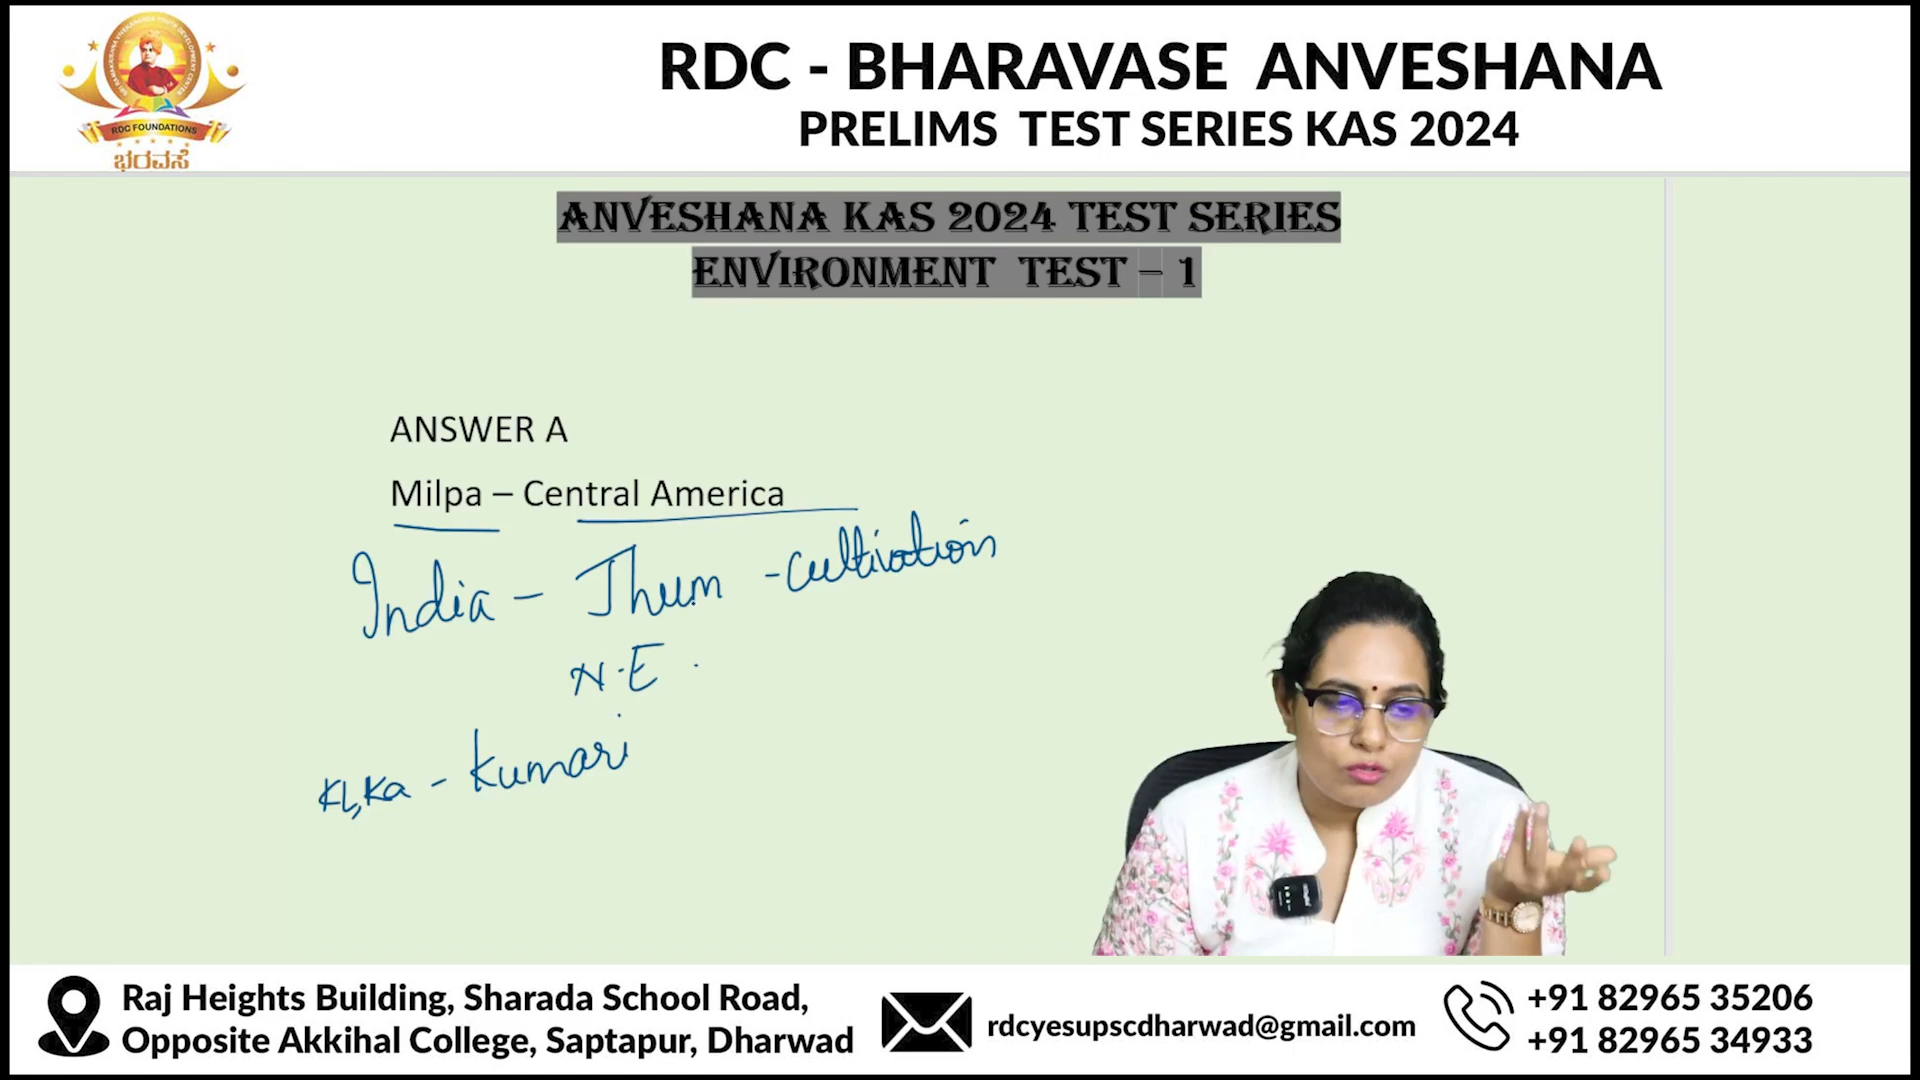 RDC - BHARAVASE ANVESHANA
PRELIMS TEST SERIES KAS 2024
RDC FOUNDATIONS
ಭರವಸೆ
ANVESHANA KAS 2024 TEST SERIES
ENVIRONMENT TEST – 1
ANSWER A
Milpa – Central America
India - Jhum - Cultivation
N.E
KL, Ka - Kumari
Raj Heights Building, Sharada School Road,
Opposite Akkihal College, Saptapur, Dharwad
rdcyesupscdharwad@gmail.com
+91 82965 35206
+91 82965 34933